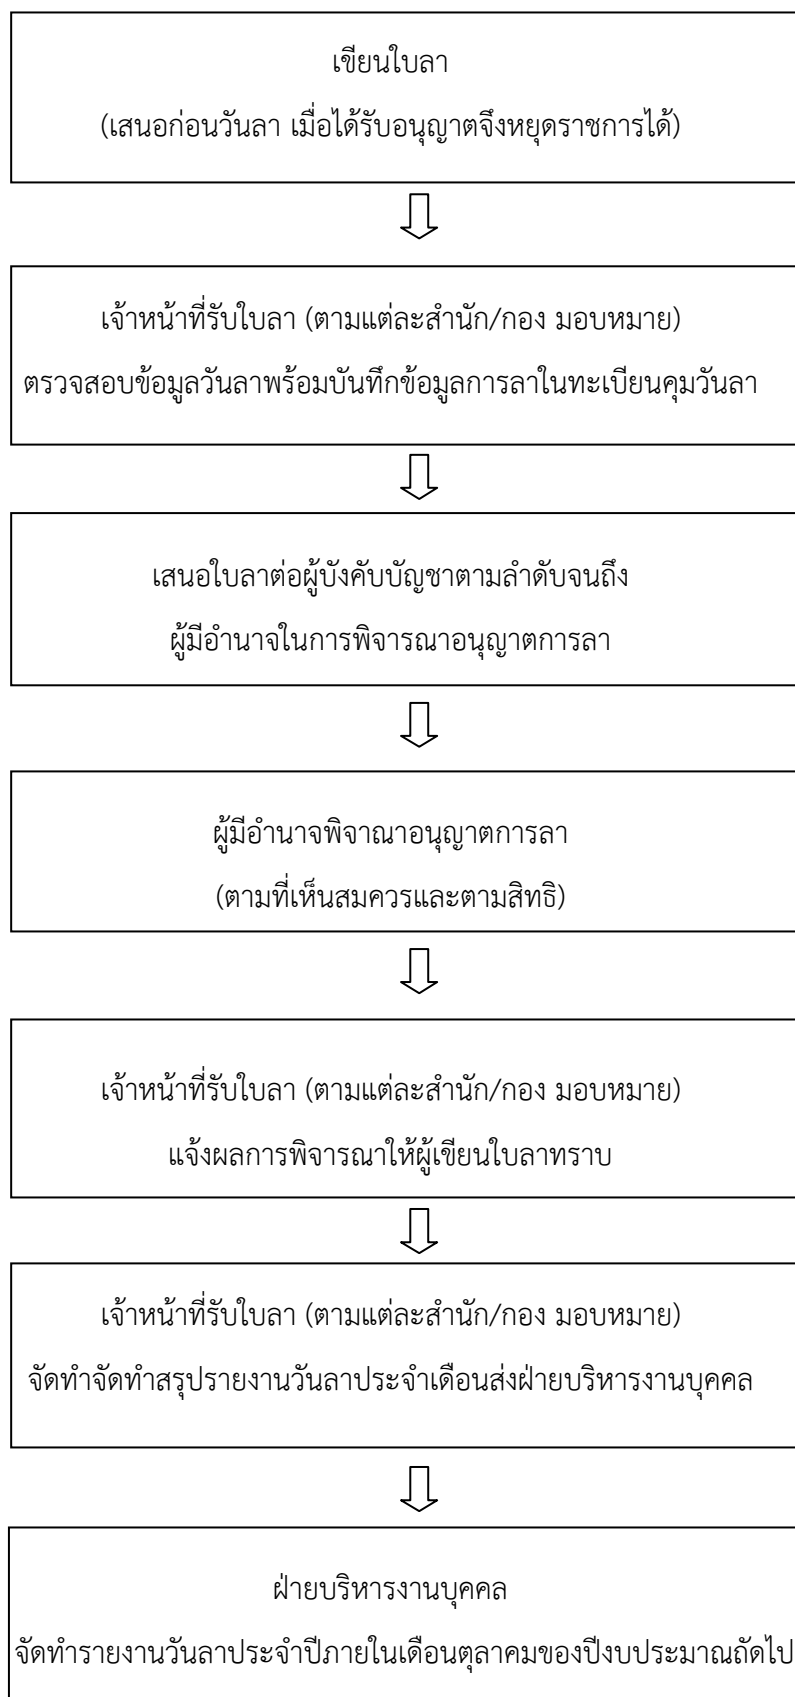 เขียนใบลา
(เสนอก่อนวันลา เมื่อได้รับอนุญาตจึงหยุดราชการได้)
เจ้าหน้าที่รับใบลา (ตามแต่ละสำนัก/กอง มอบหมาย)
ตรวจสอบข้อมูลวันลาพร้อมบันทึกข้อมูลการลาในทะเบียนคุมวันลา
เสนอใบลาต่อผู้บังคับบัญชาตามลำดับจนถึง
ผู้มีอำนาจในการพิจารณาอนุญาตการลา
ผู้มีอำนาจพิจาณาอนุญาตการลา
(ตามที่เห็นสมควรและตามสิทธิ)
เจ้าหน้าที่รับใบลา (ตามแต่ละสำนัก/กอง มอบหมาย)
แจ้งผลการพิจารณาให้ผู้เขียนใบลาทราบ
เจ้าหน้าที่รับใบลา (ตามแต่ละสำนัก/กอง มอบหมาย)
จัดทำจัดทำสรุปรายงานวันลาประจำเดือนส่งฝ่ายบริหารงานบุคคล
ฝ่ายบริหารงานบุคคล
จัดทำรายงานวันลาประจำปีภายในเดือนตุลาคมของปีงบประมาณถัดไป